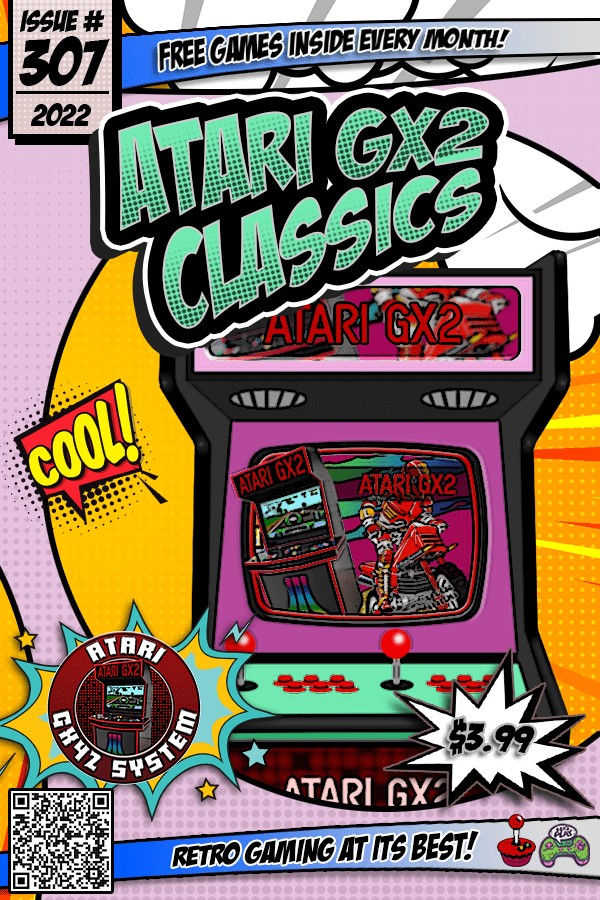 ISSUE #
307
2022
FREE GAMES INSIDE EVERY MONTH!
ATARI GX2
CLASSICS
ATARI GX2
COOL!
ATARI GX2
ATARI GX2
ATARI
ATARI GX2
GX42 SYSTEM
$3.99
ATARI GX2
RETRO GAMING AT ITS BEST!